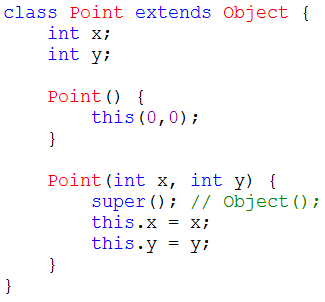 class Point extends Object {
    int x;
    int y;

    Point() {
        this(0,0);
    }

    Point(int x, int y) {
        super(); // Object();
        this.x = x;
        this.y = y;
    }
}